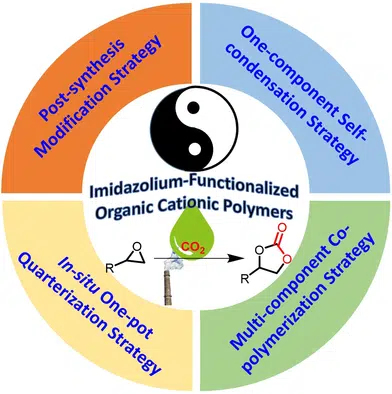 Post-synthesis
Modification Strategy
One-component Self-
condensation Strategy
Imidazolium-Functionalized
Organic Cationic Polymers
CO2
O
R
O
O
O
R
In-situ One-pot
Quarterization Strategy
Multi-component Co-
polymerization Strategy